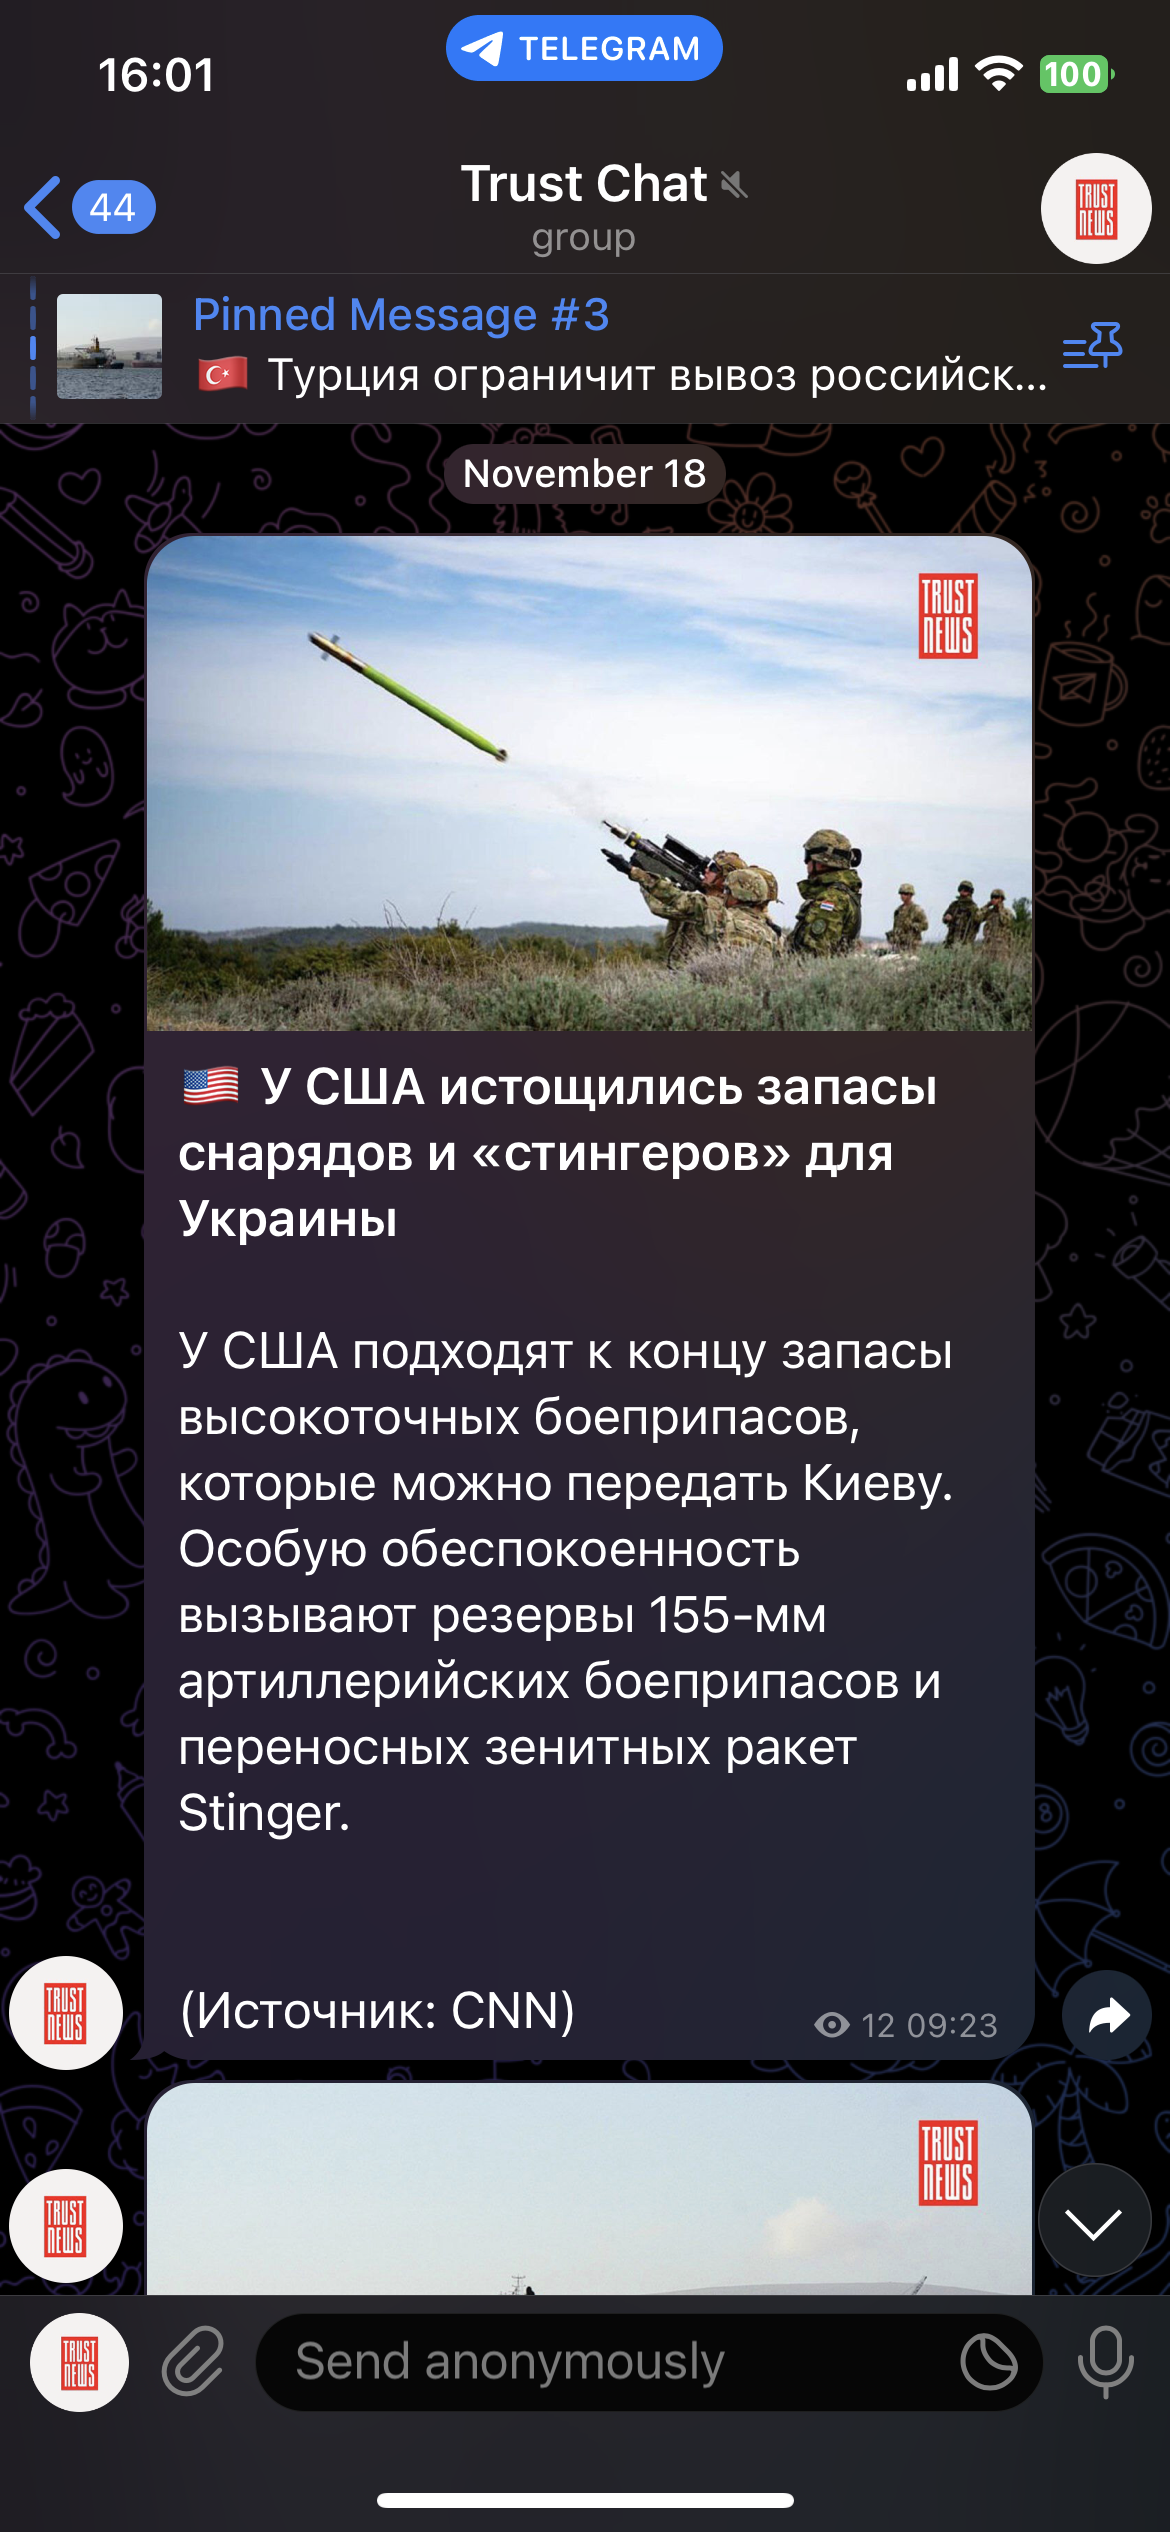 16:01
TELEGRAM
100
44
Trust Chat
group
TRUST
NEWS
Pinned Message #3
🇹🇷 Турция ограничит вывоз российск...
November 18
TRUST
NEWS
🇺🇸 У США истощились запасы
снарядов и «стингеров» для
Украины
У США подходят к концу запасы
высокоточных боеприпасов,
которые можно передать Киеву.
Особую обеспокоенность
вызывают резервы 155-мм
артиллерийских боеприпасов и
переносных зенитных ракет
Stinger.
(Источник: CNN)
12 09:23
TRUST
NEWS
TRUST
NEWS
TRUST
NEWS
TRUST
NEWS
Send anonymously